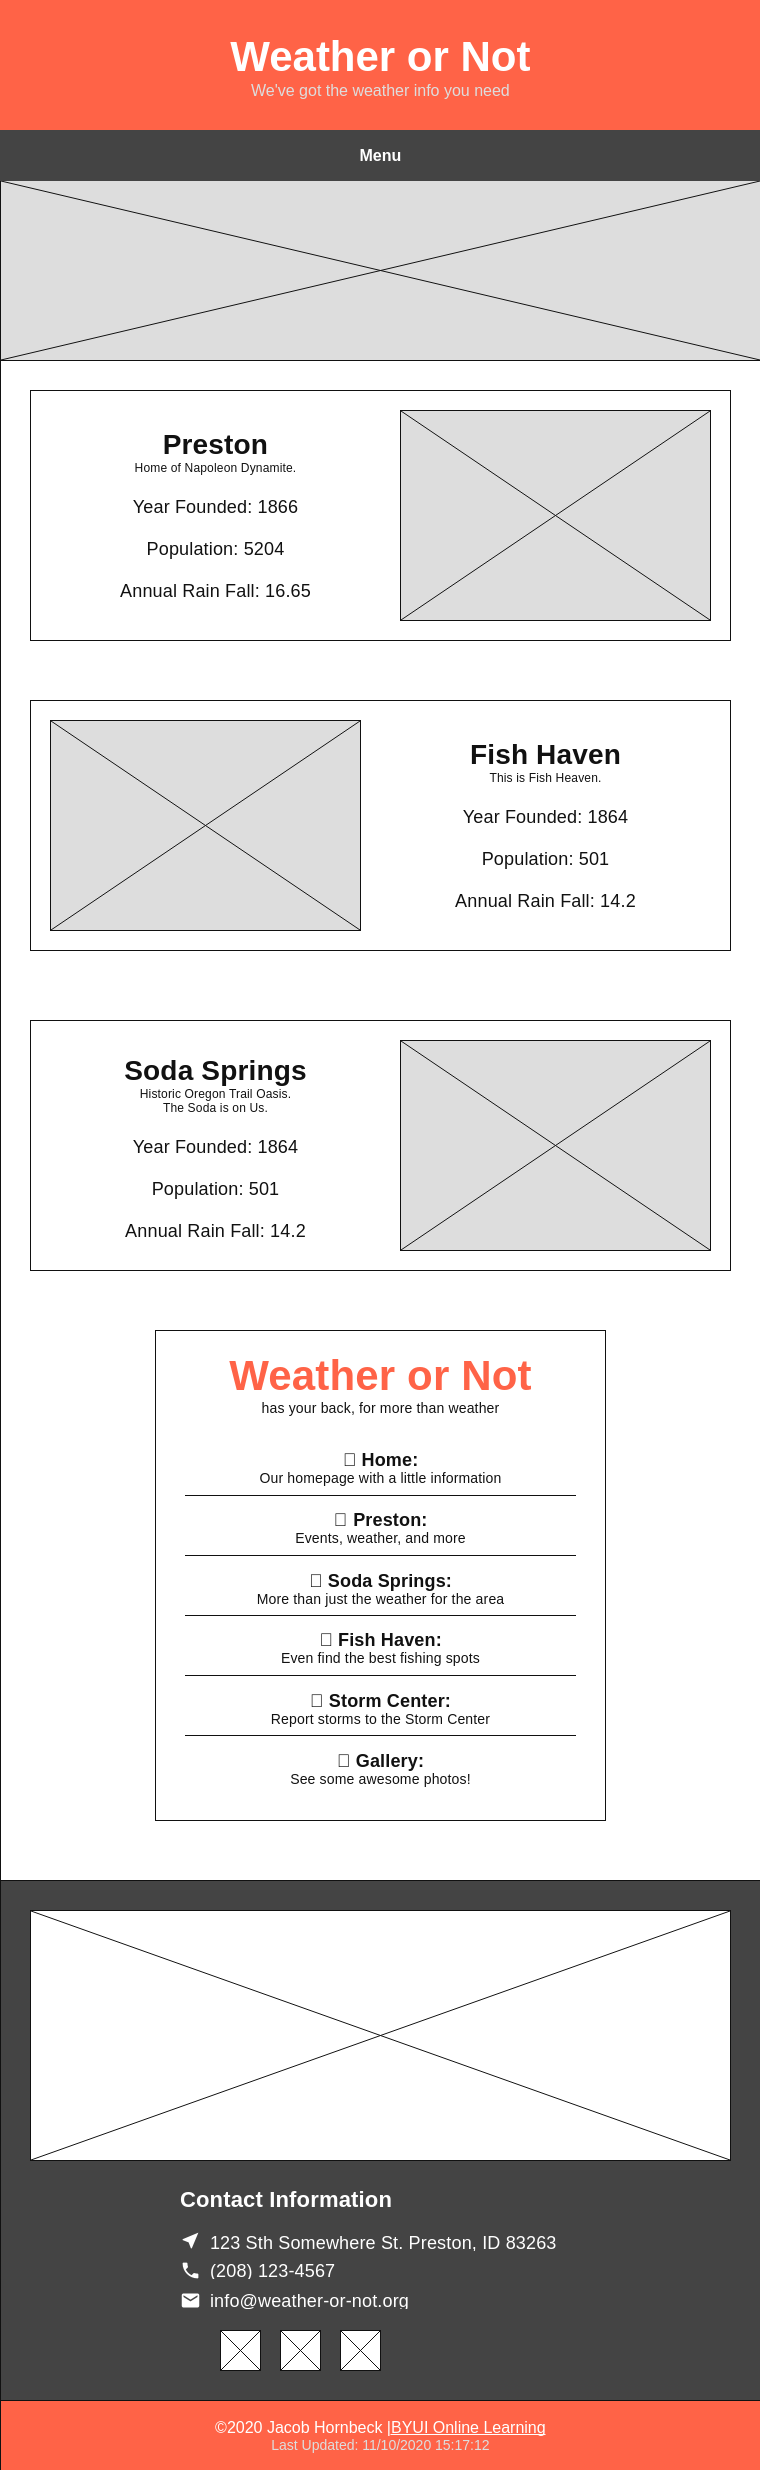 Weather or Not
We've got the weather info you need
Menu
Preston
Home of Napoleon Dynamite.
Year Founded: 1866
Population: 5204
Annual Rain Fall: 16.65
Fish Haven
This is Fish Heaven.
Year Founded: 1864
Population: 501
Annual Rain Fall: 14.2
Soda Springs
Historic Oregon Trail Oasis.
The Soda is on Us.
Year Founded: 1864
Population: 501
Annual Rain Fall: 14.2
Weather or Not
has your back, for more than weather
Home:
Our homepage with a little information
Preston:
Events, weather, and more
Soda Springs:
More than just the weather for the area
Fish Haven:
Even find the best fishing spots
Storm Center:
Report storms to the Storm Center
Gallery:
See some awesome photos!
Contact Information
123 Sth Somewhere St. Preston, ID 83263
(208) 123-4567
info@weather-or-not.org
©2020 Jacob Hornbeck |BYUI Online Learning
Last Updated: 11/10/2020 15:17:12